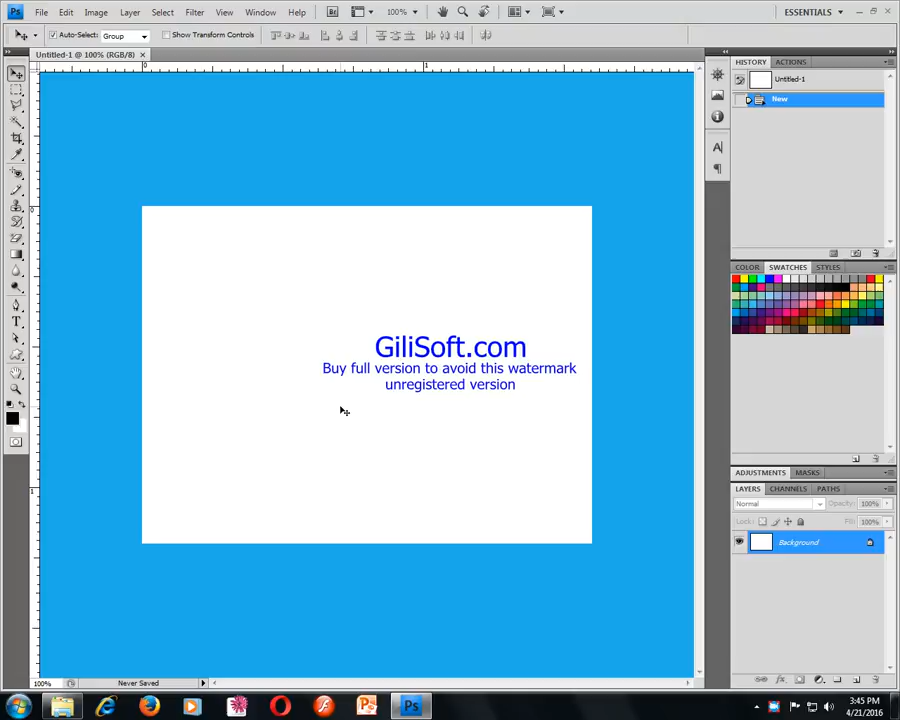 File Edit Image Layer Select Filter View Window Help Br 100% ESSENTIALS
Auto-Select: Group Show Transform Controls
Untitled-1 @ 100% (RGB/8)
HISTORY ACTIONS
Untitled-1
New
COLOR SWATCHES STYLES
GiliSoft.com
Buy full version to avoid this watermark
unregistered version
ADJUSTMENTS MASKS
LAYERS CHANNELS PATHS
Normal Opacity: 100%
Lock: Fill: 100%
Background
100% Never Saved
Ps
3:45 PM
4/21/2016